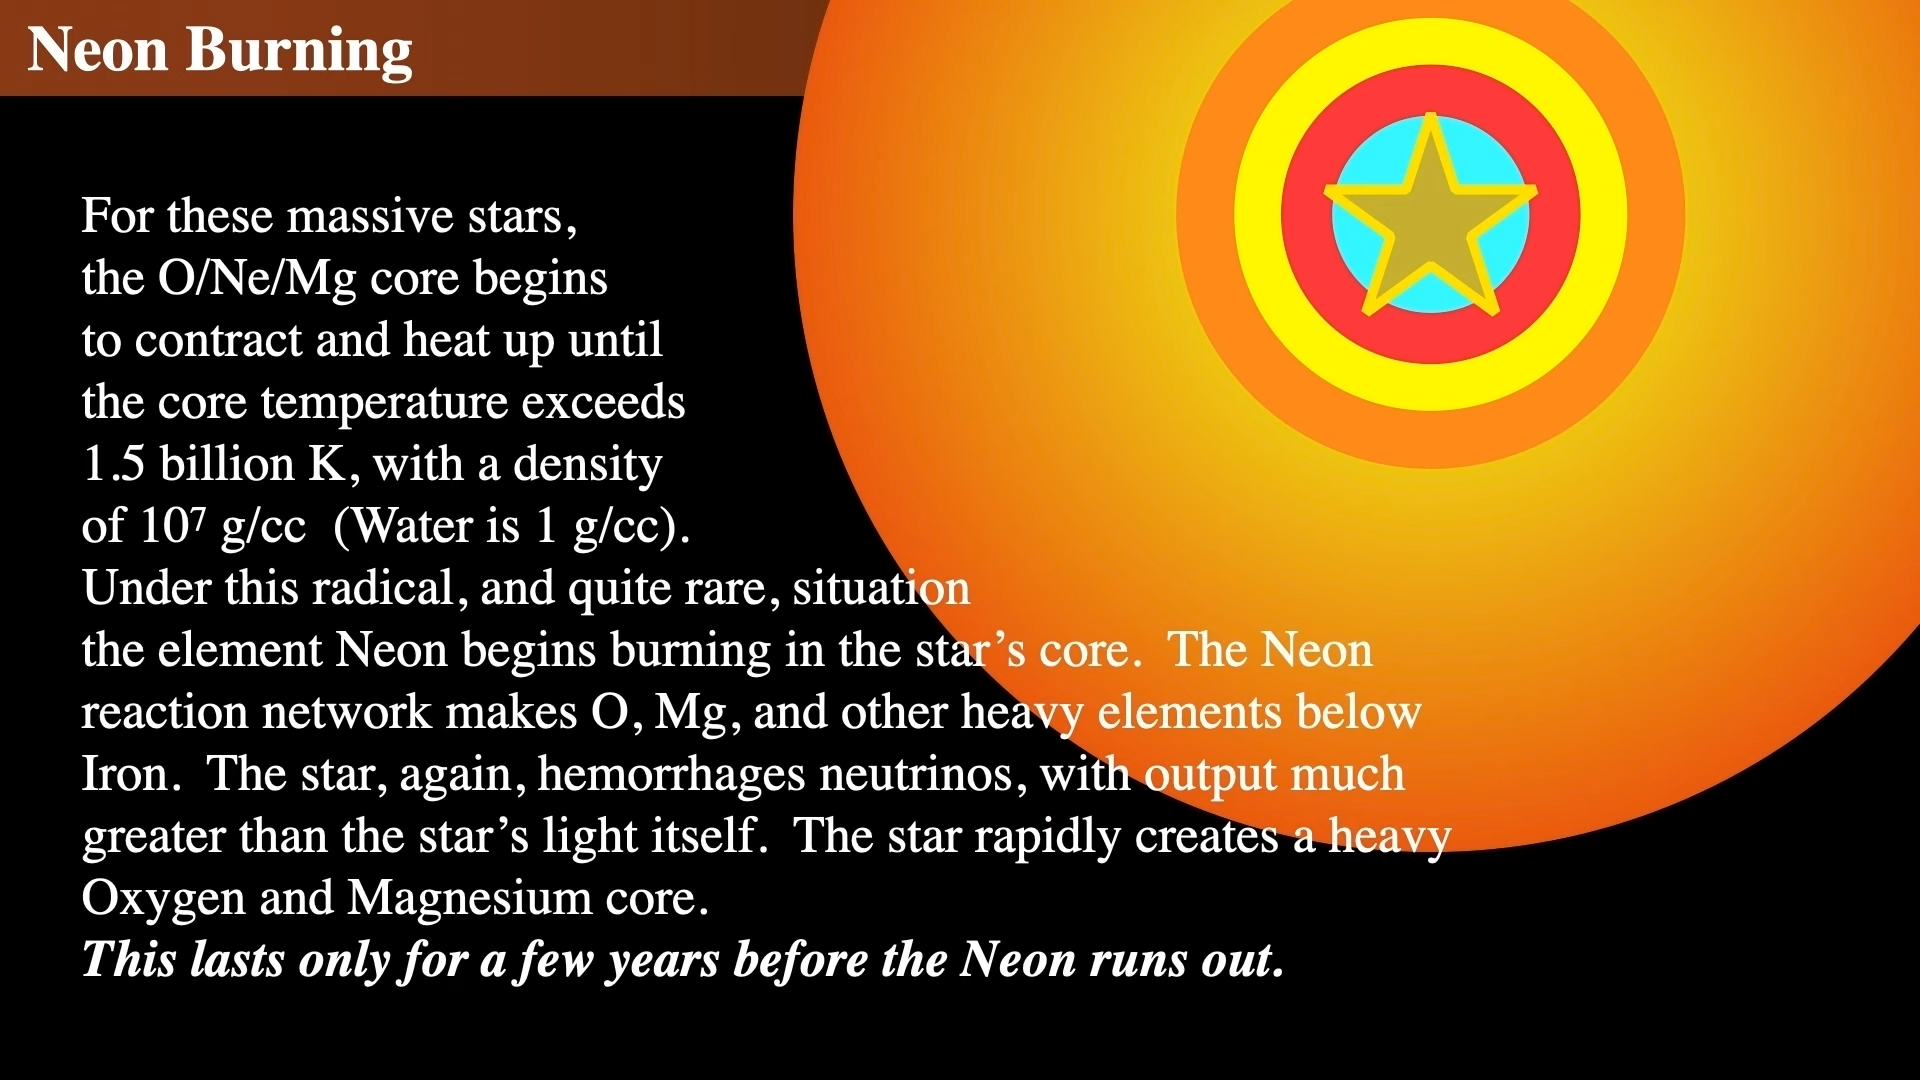 Neon Burning
For these massive stars,
the O/Ne/Mg core begins
to contract and heat up until
the core temperature exceeds
1.5 billion K, with a density
of 10⁷ g/cc  (Water is 1 g/cc).
Under this radical, and quite rare, situation
the element Neon begins burning in the star’s core.  The Neon
reaction network makes O, Mg, and other heavy elements below
Iron.  The star, again, hemorrhages neutrinos, with output much
greater than the star’s light itself.  The star rapidly creates a heavy
Oxygen and Magnesium core.
This lasts only for a few years before the Neon runs out.